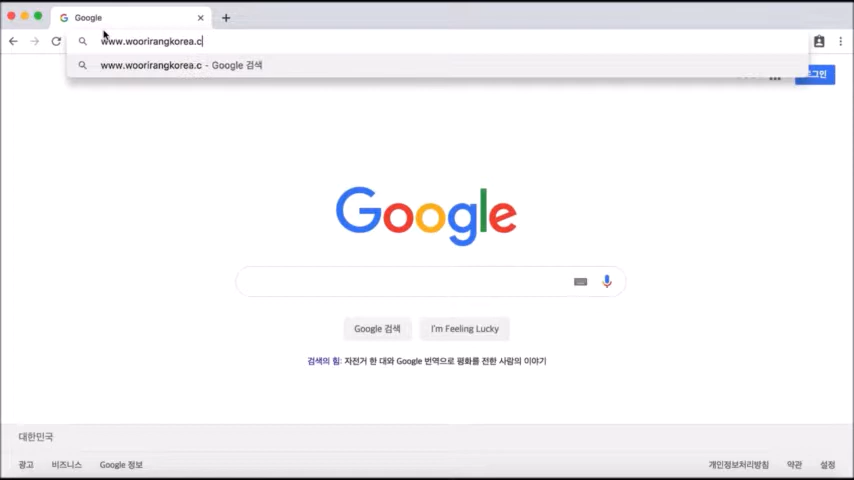 Google
www.woorirangkorea.c
www.woorirangkorea.c - Google 검색
그인
Google
Google 검색
I'm Feeling Lucky
검색의 힘: 자전거 한 대와 Google 번역으로 평화를 전한 사람의 이야기
대한민국
광고 비즈니스 Google 정보 개인정보처리방침 약관 설정